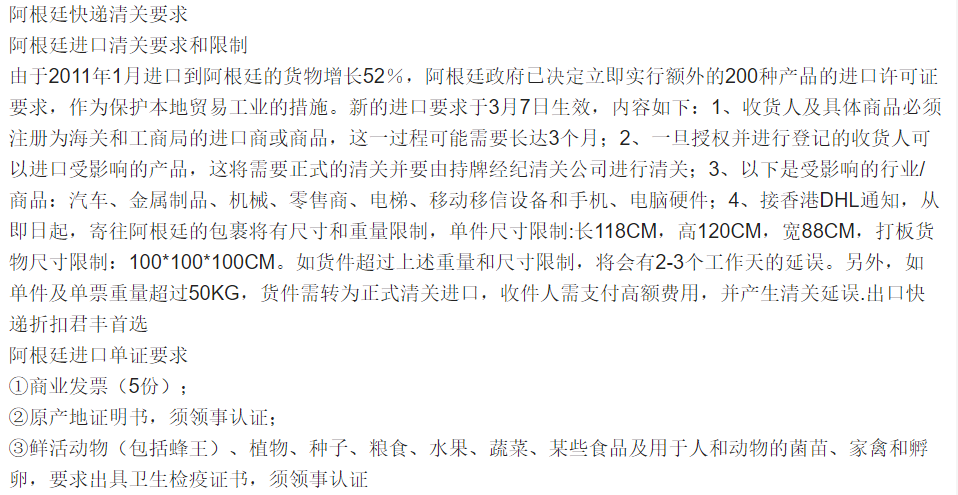 阿根廷快递清关要求
阿根廷进口清关要求和限制
由于2011年1月进口到阿根廷的货物增长52％，阿根廷政府已决定立即实行额外的200种产品的进口许可证
要求，作为保护本地贸易工业的措施。新的进口要求于3月7日生效，内容如下：1、收货人及具体商品必须
注册为海关和工商局的进口商或商品，这一过程可能需要长达3个月；2、一旦授权并进行登记的收货人可
以进口受影响的产品，这将需要正式的清关并要由持牌经纪清关公司进行清关；3、以下是受影响的行业/
商品：汽车、金属制品、机械、零售商、电梯、移动移信设备和手机、电脑硬件；4、接香港DHL通知，从
即日起，寄往阿根廷的包裹将有尺寸和重量限制，单件尺寸限制:长118CM，高120CM，宽88CM，打板货
物尺寸限制：100*100*100CM。如货件超过上述重量和尺寸限制，将会有2-3个工作天的延误。另外，如
单件及单票重量超过50KG，货件需转为正式清关进口，收件人需支付高额费用，并产生清关延误.出口快
递折扣君丰首选
阿根廷进口单证要求
①商业发票（5份）；
②原产地证明书，须领事认证；
③鲜活动物（包括蜂王）、植物、种子、粮食、水果、蔬菜、某些食品及用于人和动物的菌苗、家禽和孵
卵，要求出具卫生检疫证书，须领事认证